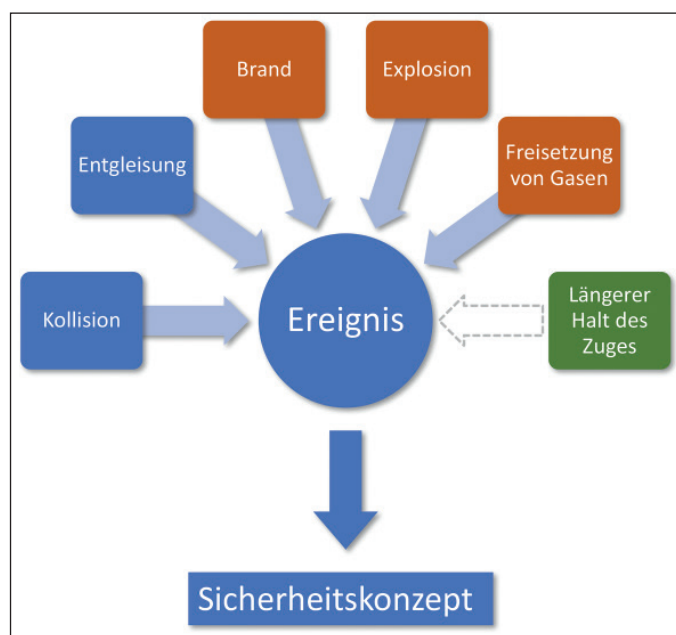 Brand
Explosion
Entgleisung
Freisetzung
von Gasen
Kollision
Ereignis
Längerer
Halt des
Zuges
Sicherheitskonzept